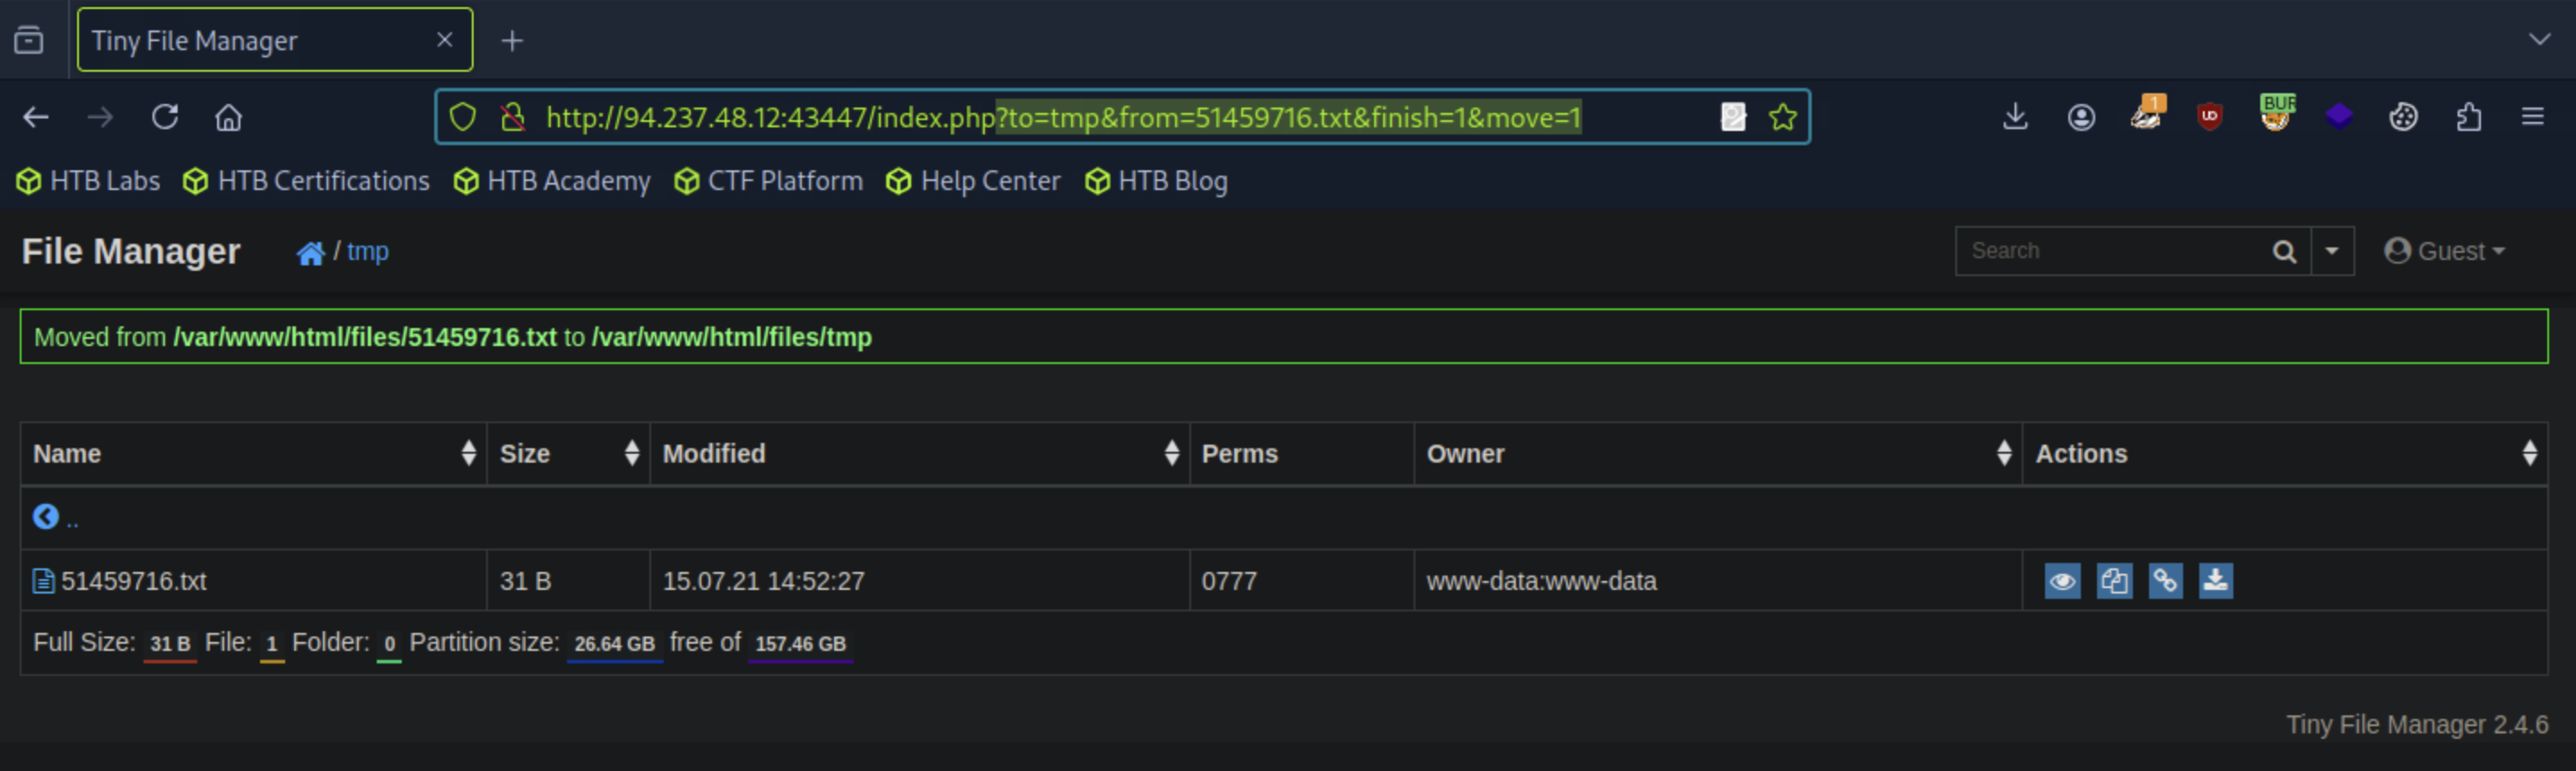 Tiny File Manager
http://94.237.48.12:43447/index.php?to=tmp&from=51459716.txt&finish=1&move=1
1
UD
BUR
HTB Labs HTB Certifications HTB Academy CTF Platform Help Center HTB Blog
File Manager / tmp Search Guest
Moved from /var/www/html/files/51459716.txt to /var/www/html/files/tmp
Name Size Modified Perms Owner Actions
..
51459716.txt 31 B 15.07.21 14:52:27 0777 www-data:www-data
Full Size: 31 B File: 1 Folder: 0 Partition size: 26.64 GB free of 157.46 GB
Tiny File Manager 2.4.6